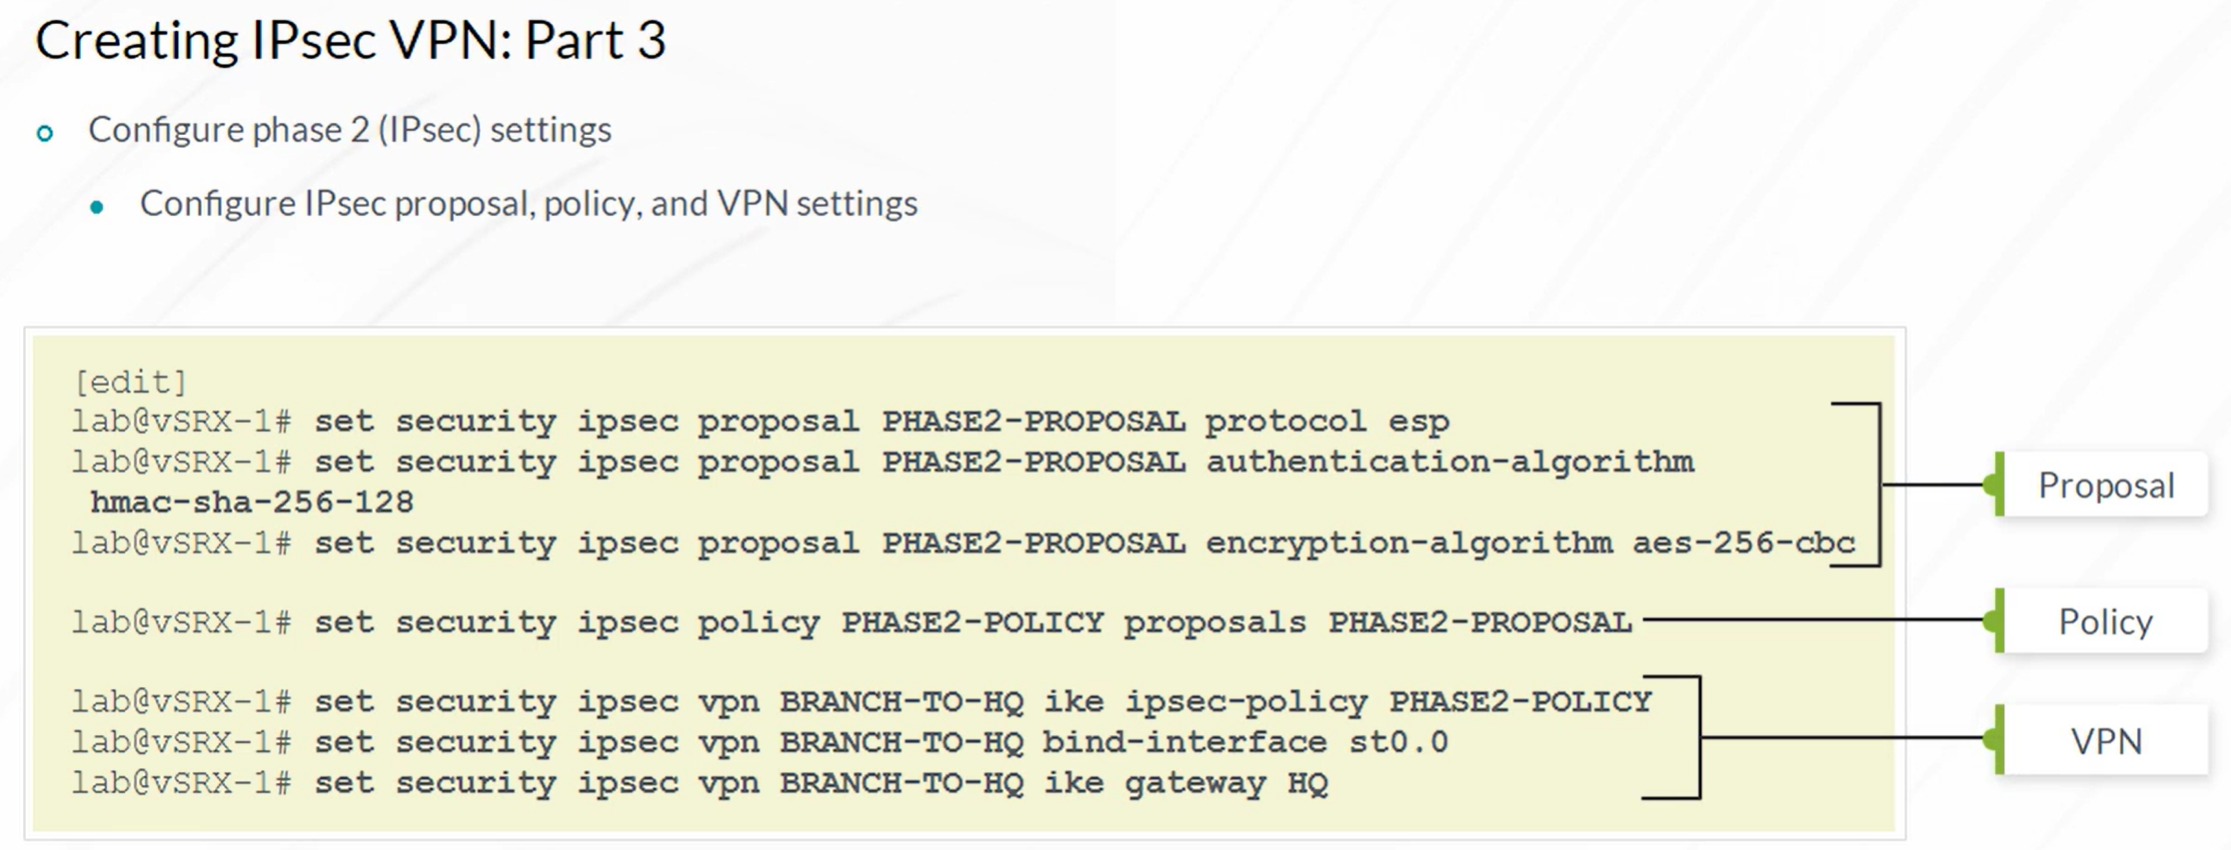 Creating IPsec VPN: Part 3
Configure phase 2 (IPsec) settings
Configure IPsec proposal, policy, and VPN settings
[edit]
lab@vSRX-1# set security ipsec proposal PHASE2-PROPOSAL protocol esp
lab@vSRX-1# set security ipsec proposal PHASE2-PROPOSAL authentication-algorithm
hmac-sha-256-128
lab@vSRX-1# set security ipsec proposal PHASE2-PROPOSAL encryption-algorithm aes-256-cbc
Proposal
lab@vSRX-1# set security ipsec policy PHASE2-POLICY proposals PHASE2-PROPOSAL
Policy
lab@vSRX-1# set security ipsec vpn BRANCH-TO-HQ ike ipsec-policy PHASE2-POLICY
lab@vSRX-1# set security ipsec vpn BRANCH-TO-HQ bind-interface st0.0
lab@vSRX-1# set security ipsec vpn BRANCH-TO-HQ ike gateway HQ
VPN